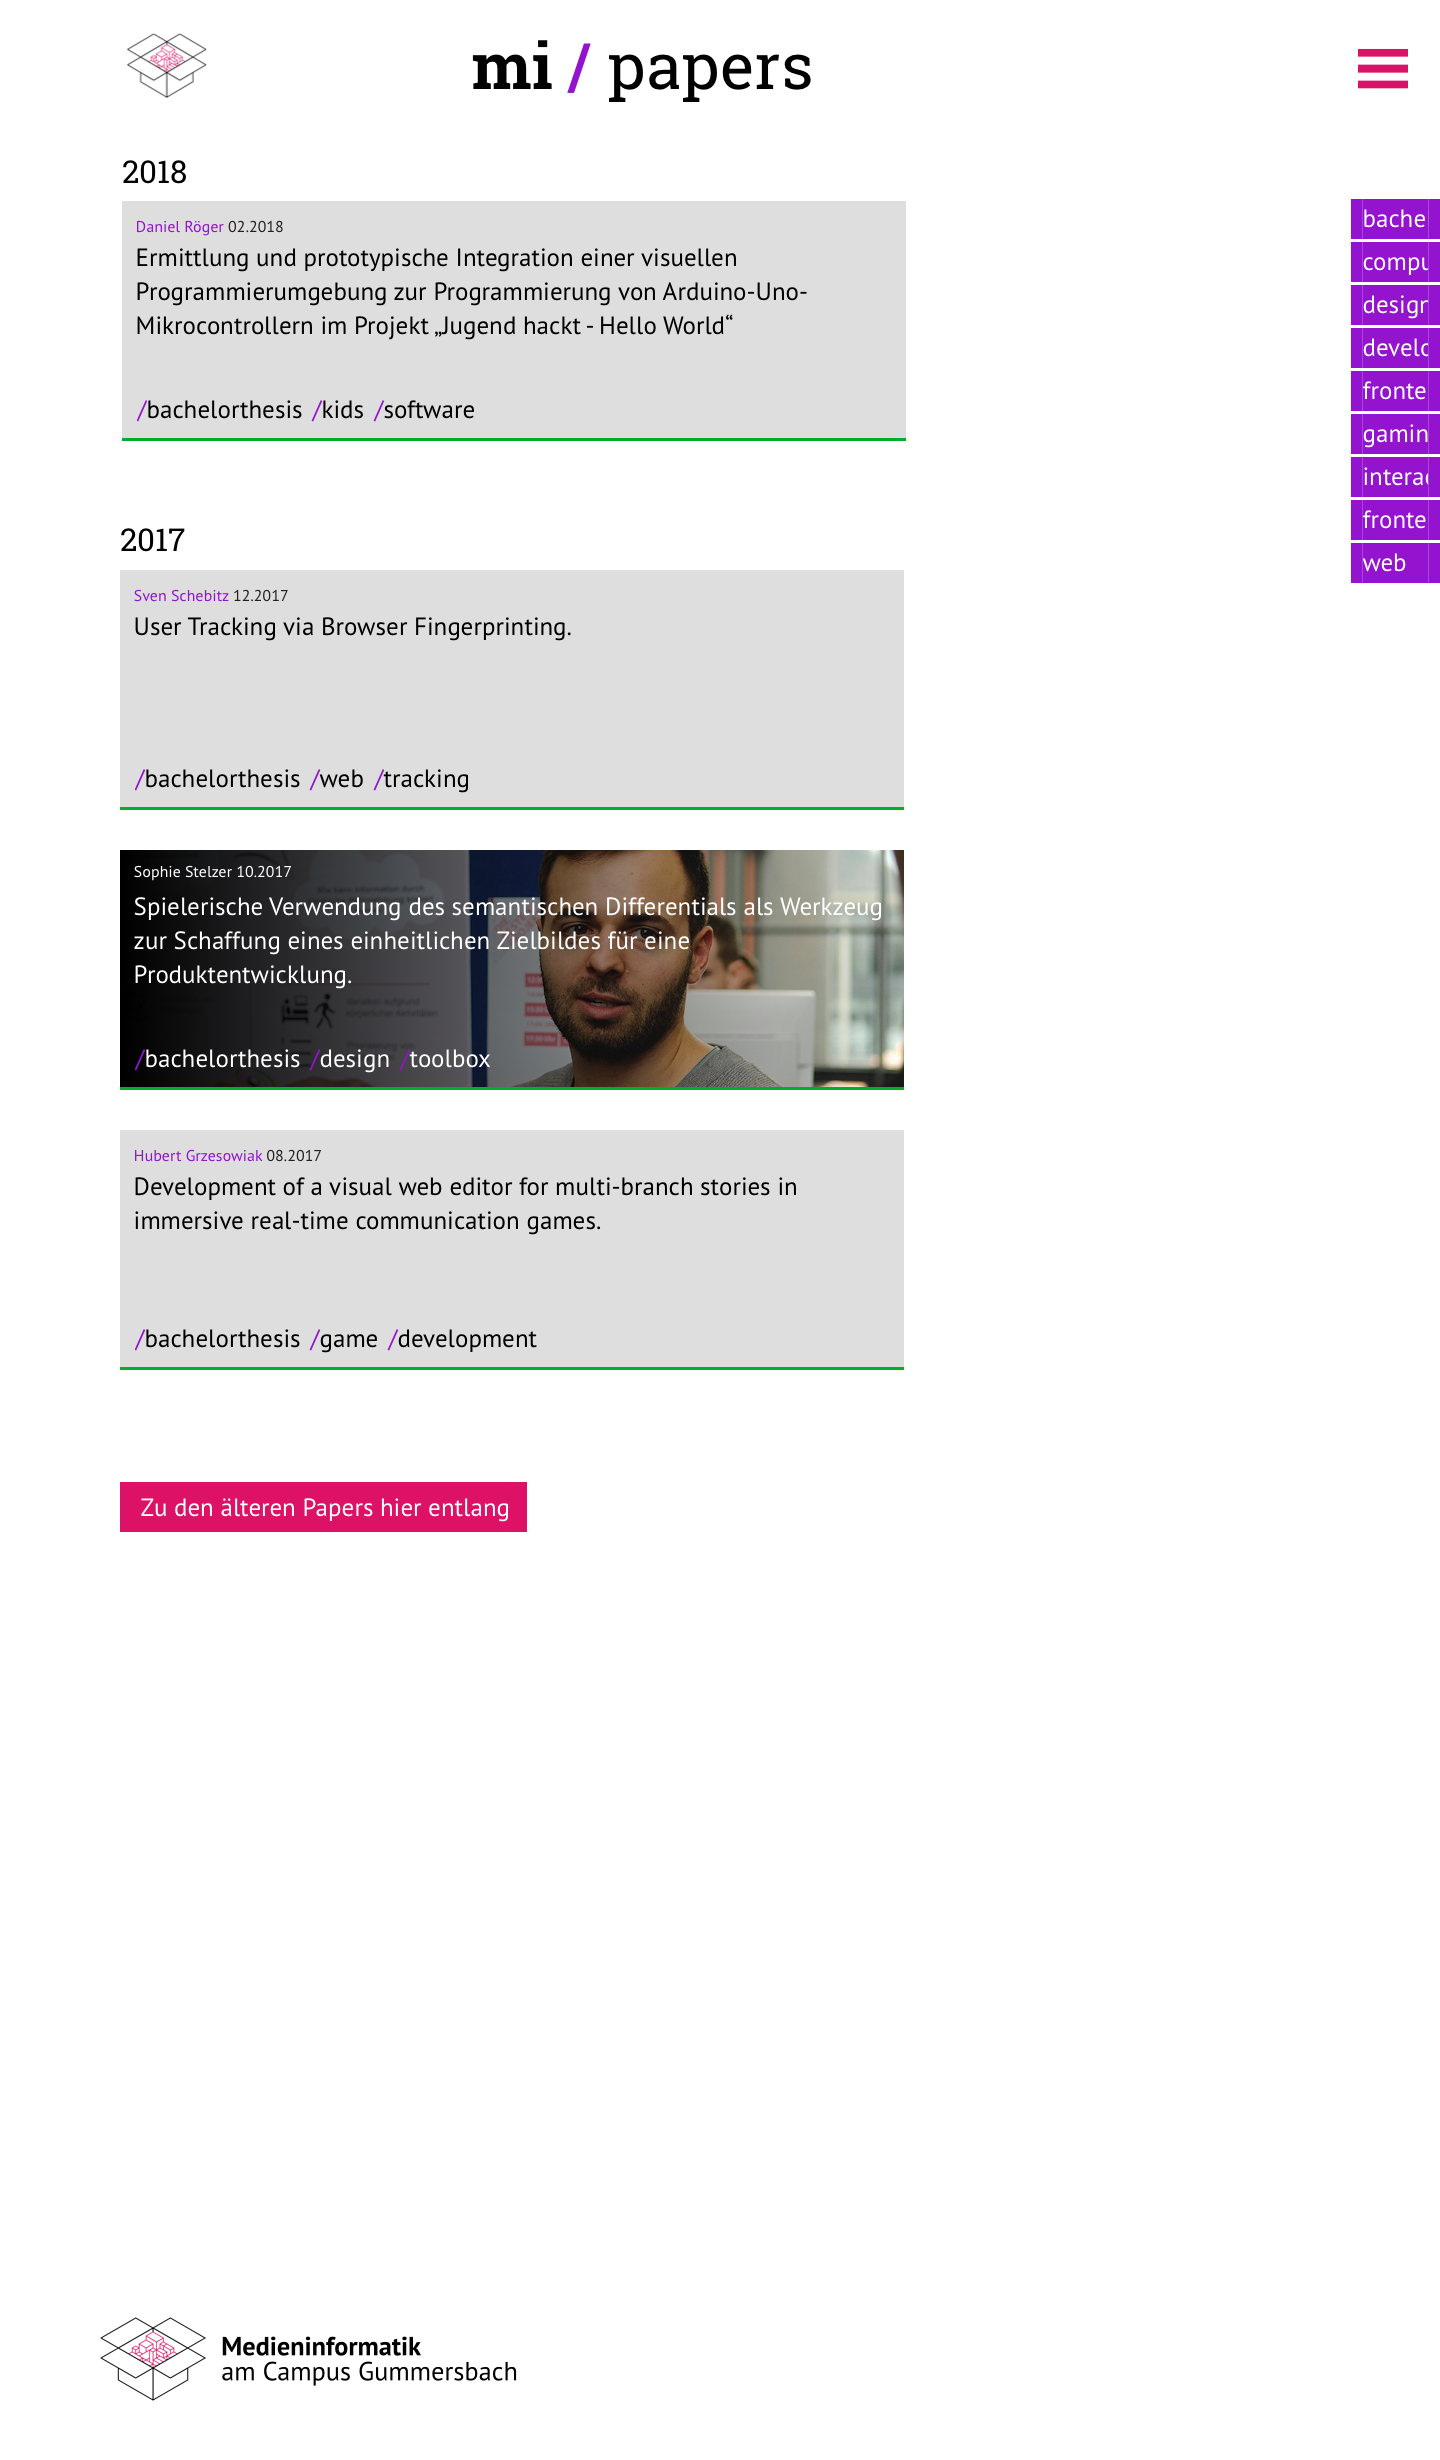 mi / papers
2018
Daniel Röger 02.2018
Ermittlung und prototypische Integration einer visuellen
Programmierumgebung zur Programmierung von Arduino-Uno-
Mikrocontrollern im Projekt „Jugend hackt - Hello World“
/bachelorthesis /kids /software
bache
compu
design
develo
fronte
gamin
interac
fronte
web
2017
Sven Schebitz 12.2017
User Tracking via Browser Fingerprinting.
/bachelorthesis /web /tracking
Sophie Stelzer 10.2017
Spielerische Verwendung des semantischen Differentials als Werkzeug
zur Schaffung eines einheitlichen Zielbildes für eine
Produktentwicklung.
/bachelorthesis /design /toolbox
Hubert Grzesowiak 08.2017
Development of a visual web editor for multi-branch stories in
immersive real-time communication games.
/bachelorthesis /game /development
Zu den älteren Papers hier entlang
Medieninformatik
am Campus Gummersbach